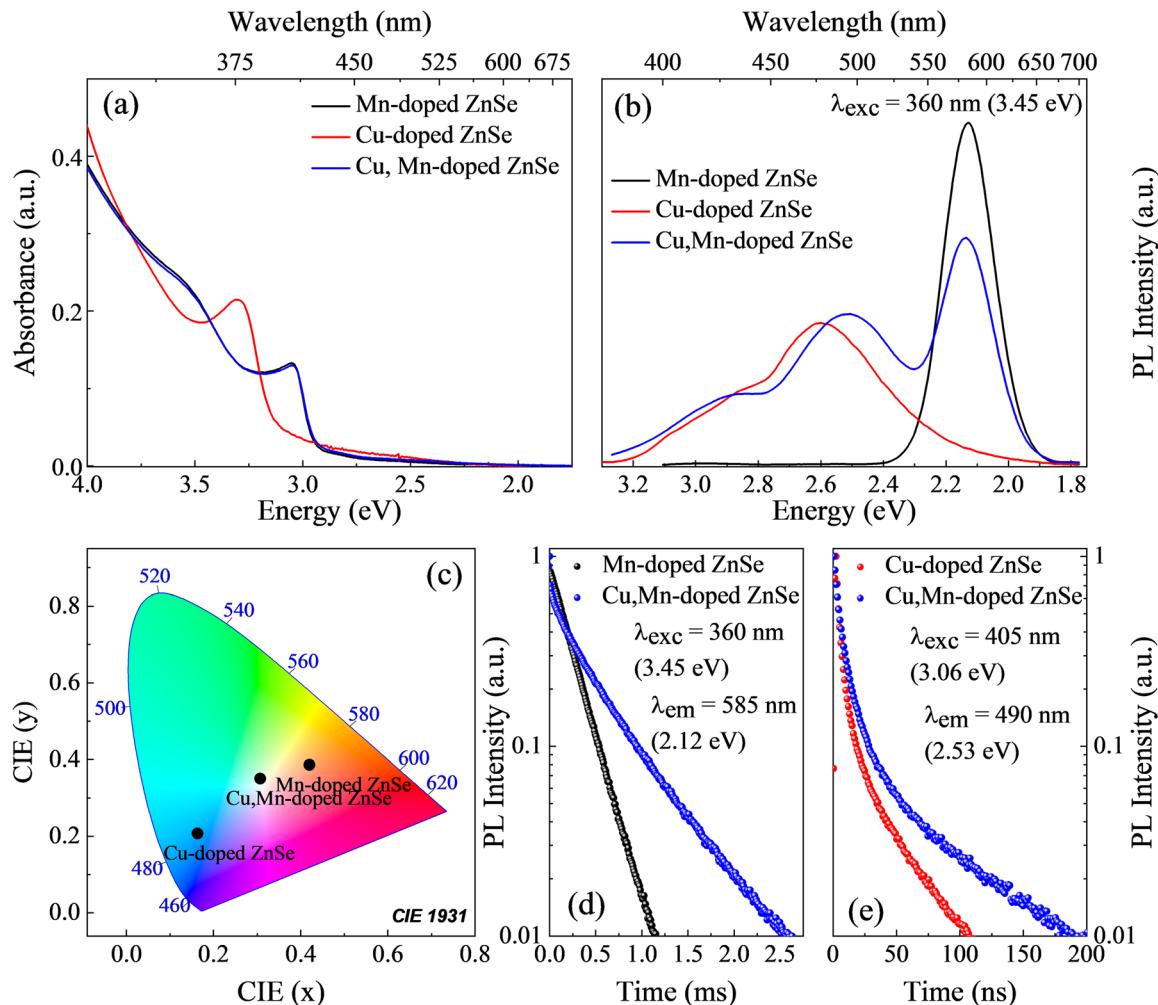 Wavelength (nm)
375 450 525 600 675
(a)
Mn-doped ZnSe
Cu-doped ZnSe
Cu, Mn-doped ZnSe
Absorbance (a.u.)
0.4
0.2
0.0
4.0 3.5 3.0 2.5 2.0
Energy (eV)
Wavelength (nm)
400 450 500 550 600 650 700
(b)
λexc = 360 nm (3.45 eV)
Mn-doped ZnSe
Cu-doped ZnSe
Cu,Mn-doped ZnSe
PL Intensity (a.u.)
3.2 3.0 2.8 2.6 2.4 2.2 2.0 1.8
Energy (eV)
(c)
CIE (y)
0.8
0.6
0.4
0.2
0.0
520
540
560
500
580
600
620
Mn-doped ZnSe
Cu,Mn-doped ZnSe
Cu-doped ZnSe
480
460
CIE 1931
0.0 0.2 0.4 0.6 0.8
CIE (x)
1
Mn-doped ZnSe
Cu,Mn-doped ZnSe
λexc = 360 nm
(3.45 eV)
λem = 585 nm
(2.12 eV)
PL Intensity (a.u.)
0.1
(d)
0.01
0.0 0.5 1.0 1.5 2.0 2.5
Time (ms)
1
Cu-doped ZnSe
Cu,Mn-doped ZnSe
λexc = 405 nm
(3.06 eV)
λem = 490 nm
(2.53 eV)
PL Intensity (a.u.)
0.1
(e)
0.01
0 50 100 150 200
Time (ns)